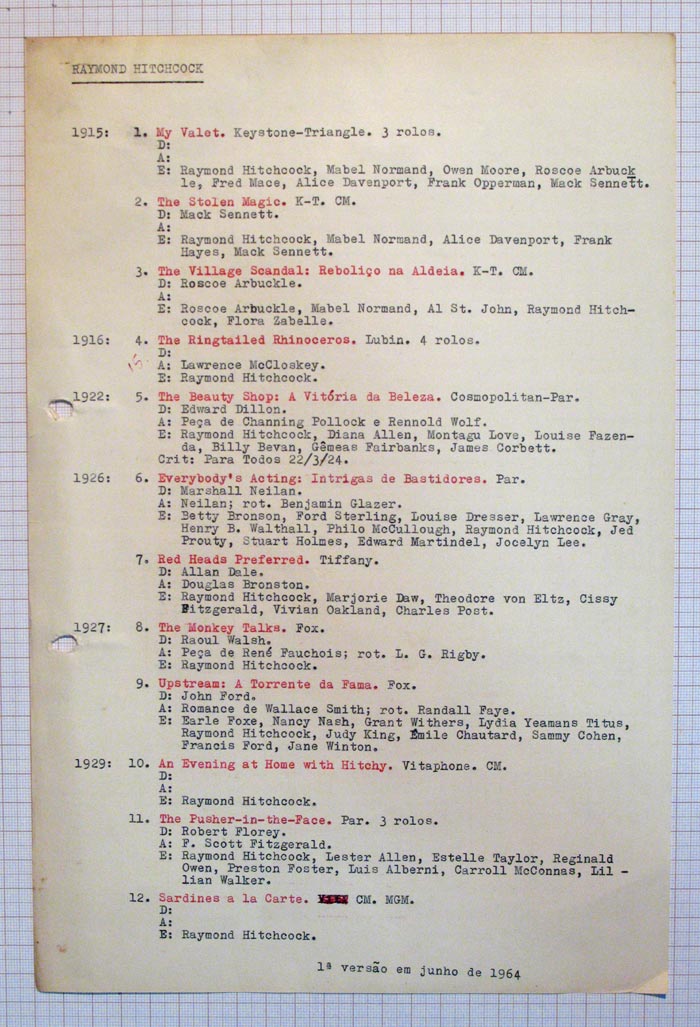 RAYMOND HITCHCOCK
1915: 1. My Valet. Keystone-Triangle. 3 rolos.
D:
A:
E: Raymond Hitchcock, Mabel Normand, Owen Moore, Roscoe Arbuck
le, Fred Mace, Alice Davenport, Frank Opperman, Mack Sennett.
2. The Stolen Magic. K-T. CM.
D: Mack Sennett.
A:
E: Raymond Hitchcock, Mabel Normand, Alice Davenport, Frank
Hayes, Mack Sennett.
3. The Village Scandal: Reboliço na Aldeia. K-T. CM.
D: Roscoe Arbuckle.
A:
E: Roscoe Arbuckle, Mabel Normand, Al St. John, Raymond Hitch-
cock, Flora Zabelle.
1916: 4. The Ringtailed Rhinoceros. Lubin. 4 rolos.
D:
A: Lawrence McCloskey.
E: Raymond Hitchcock.
1922: 5. The Beauty Shop: A Vitória da Beleza. Cosmopolitan-Par.
D: Edward Dillon.
A: Peça de Channing Pollock e Rennold Wolf.
E: Raymond Hitchcock, Diana Allen, Montagu Love, Louise Fazen-
da, Billy Bevan, Gêmeas Fairbanks, James Corbett.
Crit: Para Todos 22/3/24.
1926: 6. Everybody's Acting: Intrigas de Bastidores. Par.
D: Marshall Neilan.
A: Neilan; rot. Benjamin Glazer.
E: Betty Bronson, Ford Sterling, Louise Dresser, Lawrence Gray,
Henry B. Walthall, Philo McCullough, Raymond Hitchcock, Jed
Prouty, Stuart Holmes, Edward Martindel, Jocelyn Lee.
7. Red Heads Preferred. Tiffany.
D: Allan Dale.
A: Douglas Bronston.
E: Raymond Hitchcock, Marjorie Daw, Theodore von Eltz, Cissy
Fitzgerald, Vivian Oakland, Charles Post.
1927: 8. The Monkey Talks. Fox.
D: Raoul Walsh.
A: Peça de René Fauchois; rot. L. G. Rigby.
E: Raymond Hitchcock.
9. Upstream: A Torrente da Fama. Fox.
D: John Ford.
A: Romance de Wallace Smith; rot. Randall Faye.
E: Earle Foxe, Nancy Nash, Grant Withers, Lydia Yeamans Titus,
Raymond Hitchcock, Judy King, Émile Chautard, Sammy Cohen,
Francis Ford, Jane Winton.
1929: 10. An Evening at Home with Hitchy. Vitaphone. CM.
D:
A:
E: Raymond Hitchcock.
11. The Pusher-in-the-Face. Par. 3 rolos.
D: Robert Florey.
A: F. Scott Fitzgerald.
E: Raymond Hitchcock, Lester Allen, Estelle Taylor, Reginald
Owen, Preston Foster, Luis Alberni, Carroll McConnas, Lil -
lian Walker.
12. Sardines a la Carte. CM. MGM.
D:
A:
E: Raymond Hitchcock.
1ª versão em junho de 1964